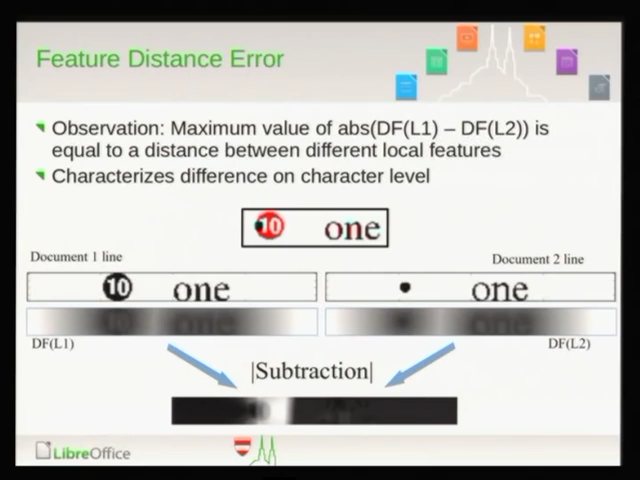 Feature Distance Error
Observation: Maximum value of abs(DF(L1) – DF(L2)) is
equal to a distance between different local features
Characterizes difference on character level
10 one
Document 1 line
Document 2 line
10 one
one
DF(L1)
DF(L2)
|Subtraction|
LibreOffice